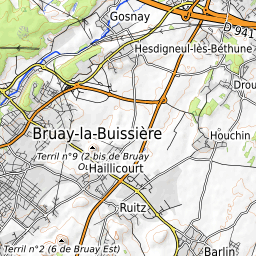 Gosnay
D 941
Hesdigneul-lès-Béthune
Drou
Bruay-la-Buissière
Houchin
Terril n°9 (2 bis de Bruay
Ou
Haillicourt
Ruitz
Terril n°2 (6 de Bruay Est)
Barlin